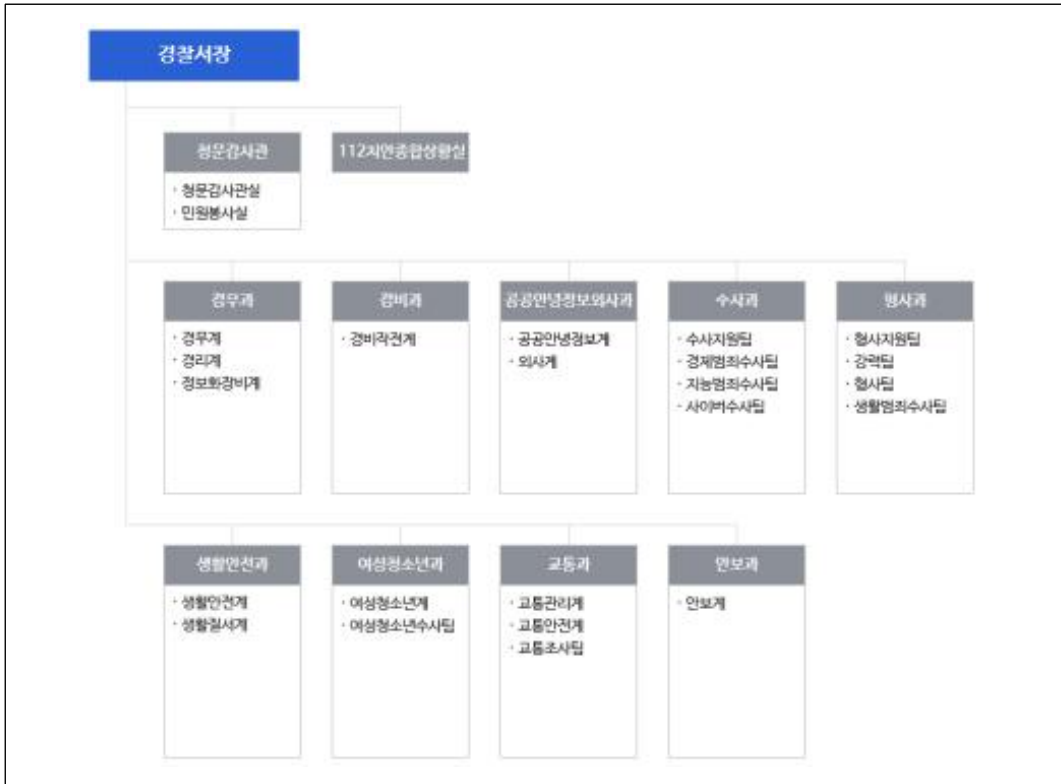 경찰서장
청문감사관
112치안종합상황실
· 청문감사관실
· 민원봉사실
경무과
경비과
공공안녕정보외사과
수사과
형사과
· 경무계
· 경리계
· 정보화장비계
· 경비작전계
· 공공안녕정보계
· 외사계
· 수사지원팀
· 경제범죄수사팀
· 지능범죄수사팀
· 사이버수사팀
· 형사지원팀
· 강력팀
· 형사팀
· 생활범죄수사팀
생활안전과
여성청소년과
교통과
안보과
· 생활안전계
· 생활질서계
· 여성청소년계
· 여성청소년수사팀
· 교통관리계
· 교통안전계
· 교통조사팀
· 안보계